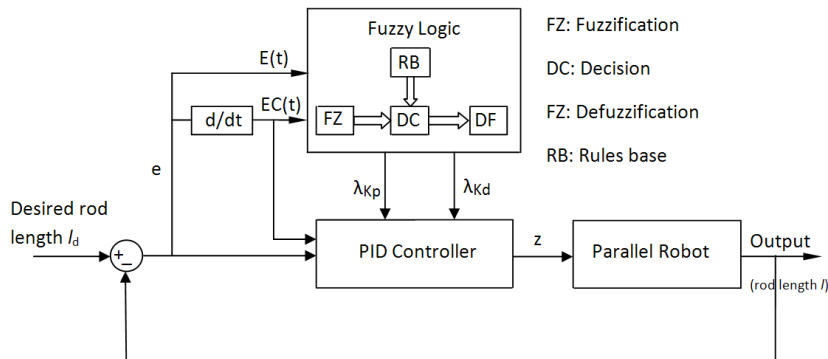 Fuzzy Logic
RB
FZ
DC
DF
E(t)
EC(t)
d/dt
e
λKp
λKd
Desired rod
length ld
+
−
PID Controller
z
Parallel Robot
Output
(rod length l)
FZ: Fuzzification
DC: Decision
FZ: Defuzzification
RB: Rules base